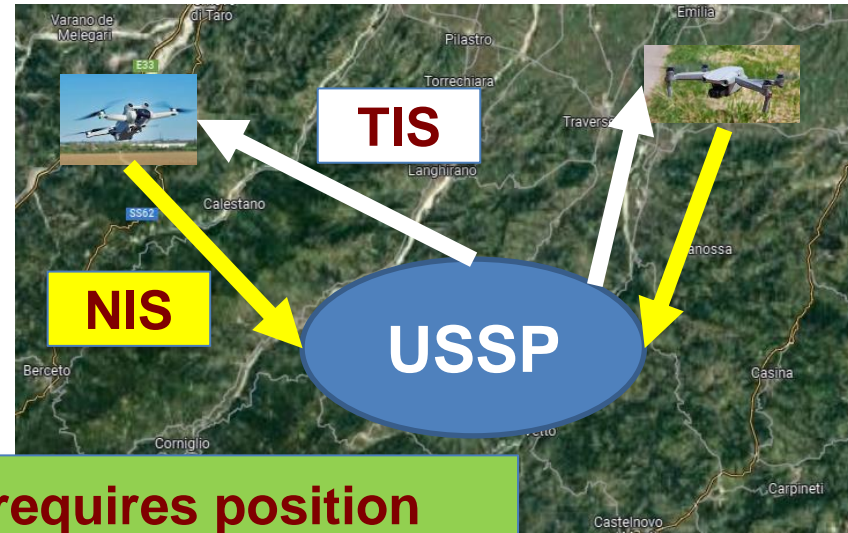 Varano de'
Melegari
di Taro
Emilia
Pilastro
E33
Torrechiara
TIS
Langhirano
SS62
Calestano
NIS
USSP
Berceto
Casina
Corniglio
Carpineti
requires position
Castelnovo